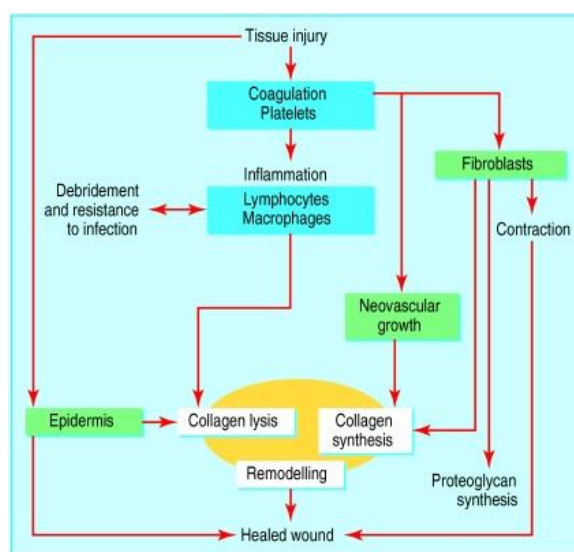 Tissue injury
Coagulation
Platelets
Inflammation
Fibroblasts
Debridement
and resistance
to infection
Lymphocytes
Macrophages
Contraction
Neovascular
growth
Epidermis
Collagen lysis
Collagen
synthesis
Remodelling
Proteoglycan
synthesis
Healed wound